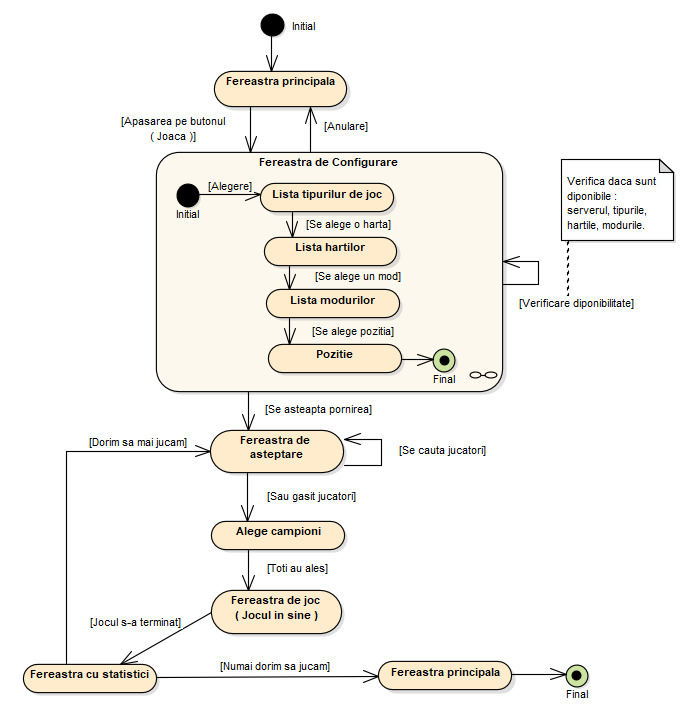 Initial
Fereastra principala
[Apasarea pe butonul
( Joaca )]
[Anulare]
Fereastra de Configurare
[Alegere]
Initial
Lista tipurilur de joc
[Se alege o harta]
Lista hartilor
[Se alege un mod]
Lista modurilor
[Se alege pozitia]
Pozitie
Final
Verifica daca sunt
diponibile :
serverul, tipurile,
hartile, modurile.
[Verificare diponibilitate]
[Se asteapta pornirea]
[Dorim sa mai jucam]
Fereastra de
asteptare
[Se cauta jucatori]
[Sau gasit jucatori]
Alege campioni
[Toti au ales]
Fereastra de joc
( Jocul in sine )
[Jocul s-a terminat]
Fereastra cu statistici
[Numai dorim sa jucam]
Fereastra principala
Final